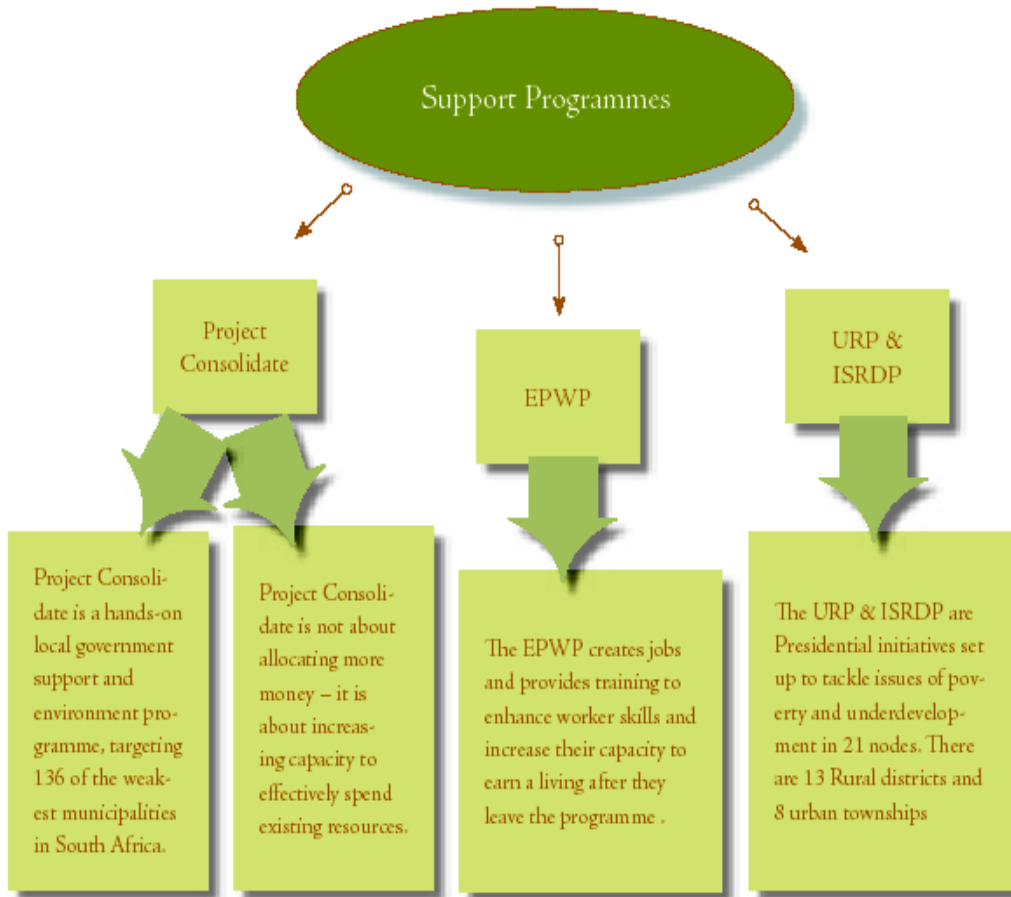 Support Programmes
Project
Consolidate
EPWP
URP &
ISRDP
Project Consoli-
date is a hands-on
local government
support and
environment pro-
gramme, targeting
136 of the weak-
est municipalities
in South Africa.
Project Consoli-
date is not about
allocating more
money – it is
about increas-
ing capacity to
effectively spend
existing resources.
The EPWP creates jobs
and provides training to
enhance worker skills and
increase their capacity to
earn a living after they
leave the programme .
The URP & ISRDP are
Presidential initiatives set
up to tackle issues of pov-
erty and underdevelop-
ment in 21 nodes. There
are 13 Rural districts and
8 urban townships